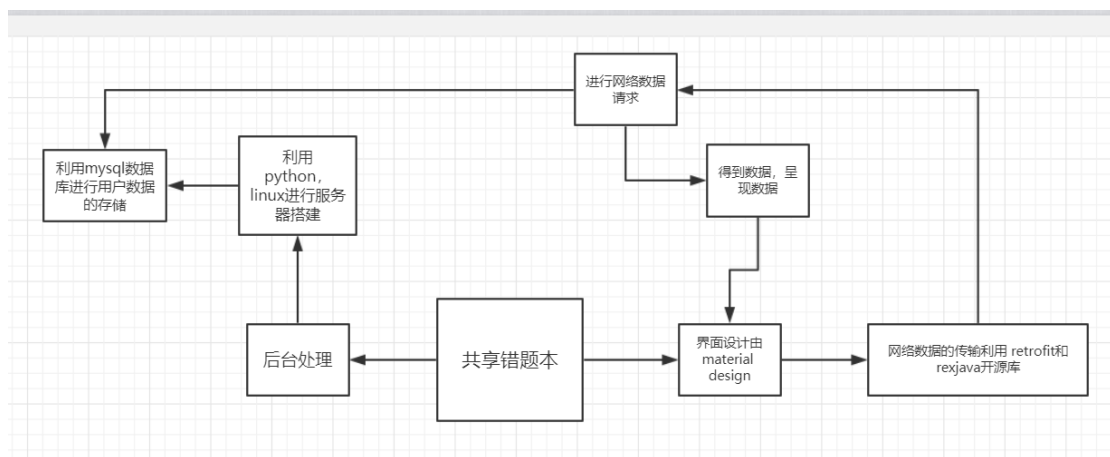 进行网络数据
请求
利用mysql数据
库进行用户数据
的存储
利用
python，
linux进行服务
器搭建
得到数据，呈
现数据
后台处理
共享错题本
界面设计由
material
design
网络数据的传输利用 retrofit和
rexjava开源库